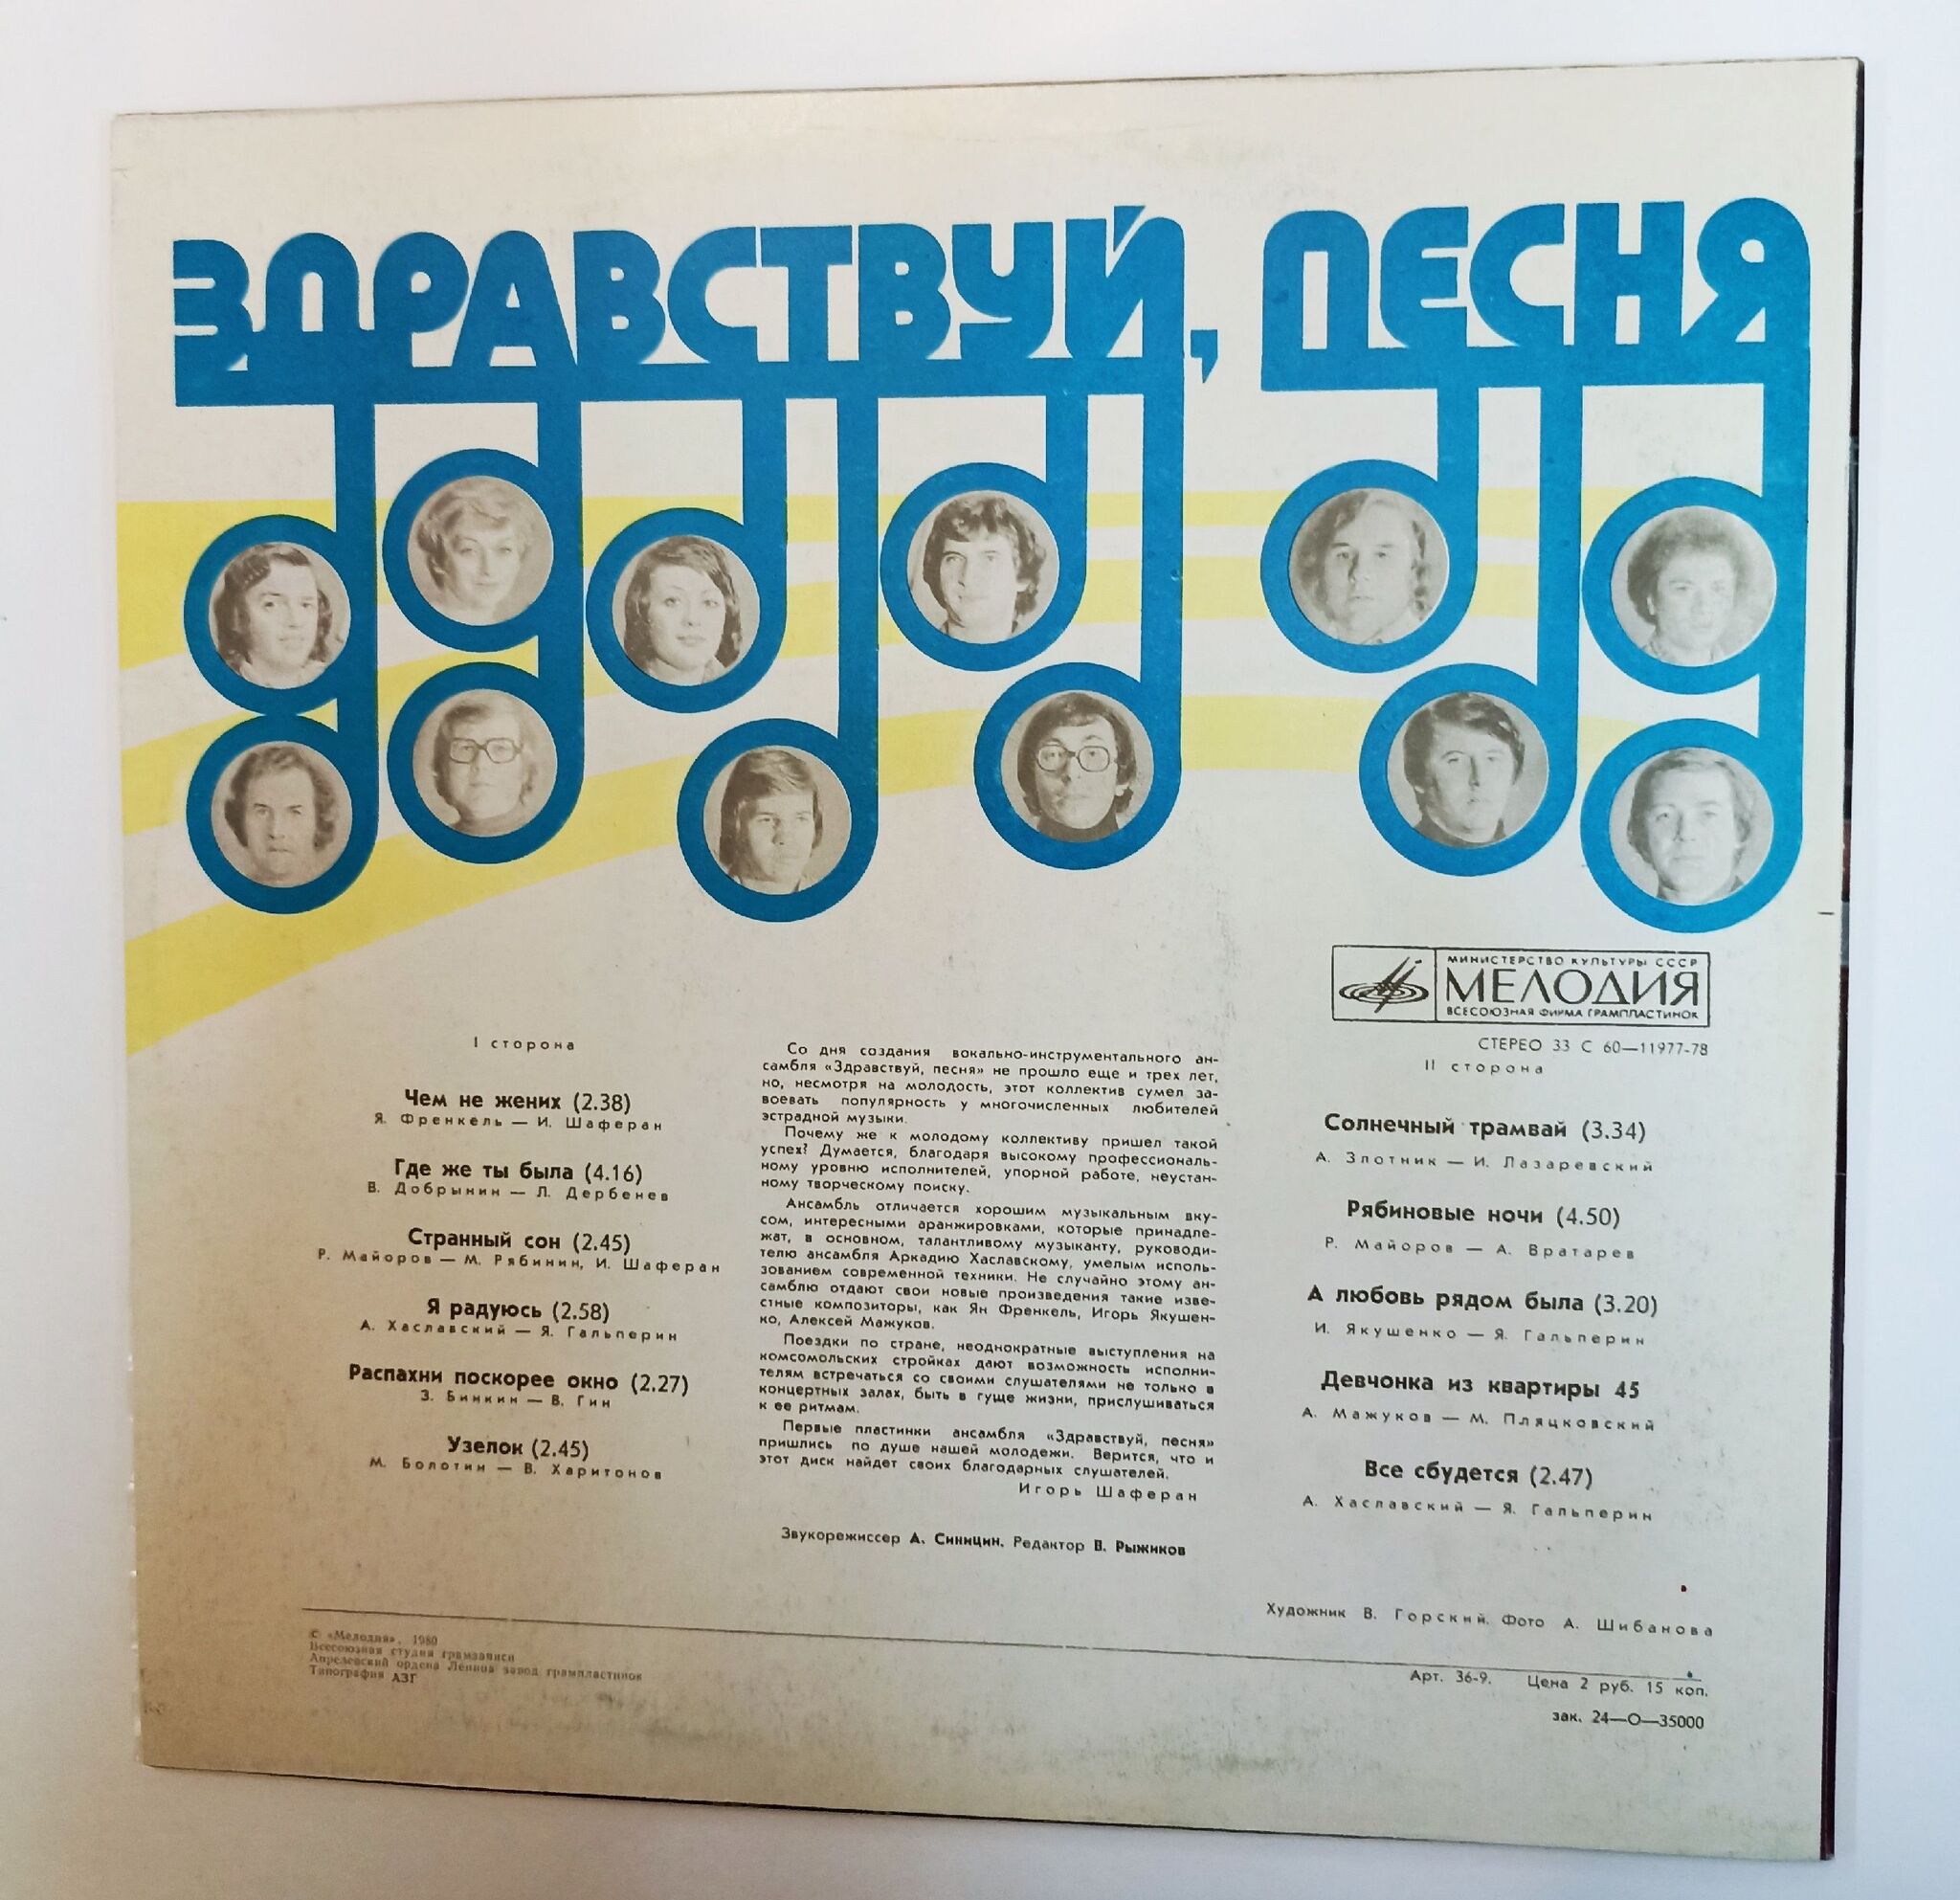 ЗДРАВСТВУЙ, ПЕСНЯ
МИНИСТЕРСТВО КУЛЬТУРЫ СССР
МЕЛОДИЯ
ВСЕСОЮЗНАЯ ФИРМА ГРАМПЛАСТИНОК
СТЕРЕО 33 С 60—11977-78
I сторона
Чем не жених (2.38)
Я. Френкель — И. Шаферан
Где же ты была (4.16)
В. Добрынин — Л. Дербенев
Странный сон (2.45)
Р. Майоров — М. Рябинин, И. Шаферан
Я радуюсь (2.58)
А. Хаславский — Я. Гальперин
Распахни поскорее окно (2.27)
З. Бинкин — В. Гин
Узелок (2.45)
М. Болотин — В. Харитонов
Со дня создания вокально-инструментального ан-
самбля «Здравствуй, песня» не прошло еще и трех лет,
но, несмотря на молодость, этот коллектив сумел за-
воевать популярность у многочисленных любителей
эстрадной музыки.
Почему же к молодому коллективу пришел такой
успех? Думается, благодаря высокому профессиональ-
ному уровню исполнителей, упорной работе, неустан-
ному творческому поиску.
Ансамбль отличается хорошим музыкальным вку-
сом, интересными аранжировками, которые принадле-
жат, в основном, талантливому музыканту, руководи-
телю ансамбля Аркадию Хаславскому, умелым исполь-
зованием современной техники. Не случайно этому ан-
самблю отдают свои новые произведения такие изве-
стные композиторы, как Ян Френкель, Игорь Якушен-
ко, Алексей Мажуков.
Поездки по стране, неоднократные выступления на
комсомольских стройках дают возможность исполни-
телям встречаться со своими слушателями не только в
концертных залах, быть в гуще жизни, прислушиваться
к ее ритмам.
Первые пластинки ансамбля «Здравствуй, песня»
пришлись по душе нашей молодежи. Верится, что и
этот диск найдет своих благодарных слушателей.
Игорь Шаферан
Звукорежиссер А. Синицин. Редактор В. Рыжиков
II сторона
Солнечный трамвай (3.34)
А. Злотник — И. Лазаревский
Рябиновые ночи (4.50)
Р. Майоров — А. Вратарев
А любовь рядом была (3.20)
И. Якушенко — Я. Гальперин
Девчонка из квартиры 45
А. Мажуков — М. Пляцковский
Все сбудется (2.47)
А. Хаславский — Я. Гальперин
Художник В. Горский. Фото А. Шибанова
© «Мелодия», 1980
Всесоюзная студия грамзаписи
Апрелевский ордена Ленина завод грампластинок
Типография АЗГ
Арт. 36-9. Цена 2 руб. 15 коп.
зак. 24—О—35000